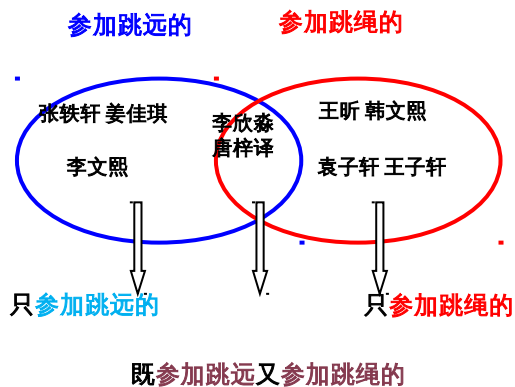 参加跳远的
参加跳绳的
张轶轩 姜佳琪
李文熙
李欣淼
唐梓译
王昕 韩文熙
袁子轩 王子轩
只参加跳远的
只参加跳绳的
既参加跳远又参加跳绳的